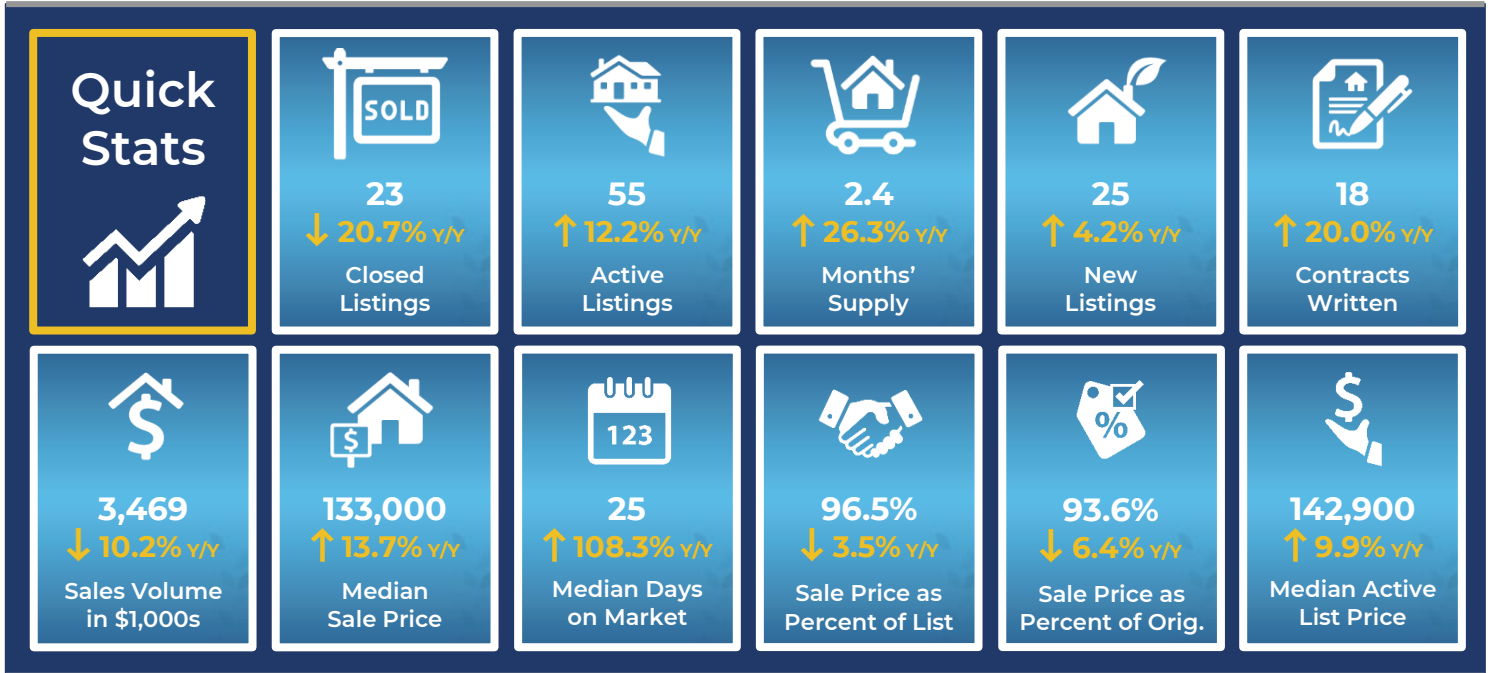 Quick
Stats
SOLD
23
↓ 20.7% Y/Y
Closed
Listings
55
↑ 12.2% Y/Y
Active
Listings
2.4
↑ 26.3% Y/Y
Months’
Supply
25
↑ 4.2% Y/Y
New
Listings
18
↑ 20.0% Y/Y
Contracts
Written
$
3,469
↓ 10.2% Y/Y
Sales Volume
in $1,000s
$
133,000
↑ 13.7% Y/Y
Median
Sale Price
123
25
↑ 108.3% Y/Y
Median Days
on Market
96.5%
↓ 3.5% Y/Y
Sale Price as
Percent of List
%
93.6%
↓ 6.4% Y/Y
Sale Price as
Percent of Orig.
$
142,900
↑ 9.9% Y/Y
Median Active
List Price